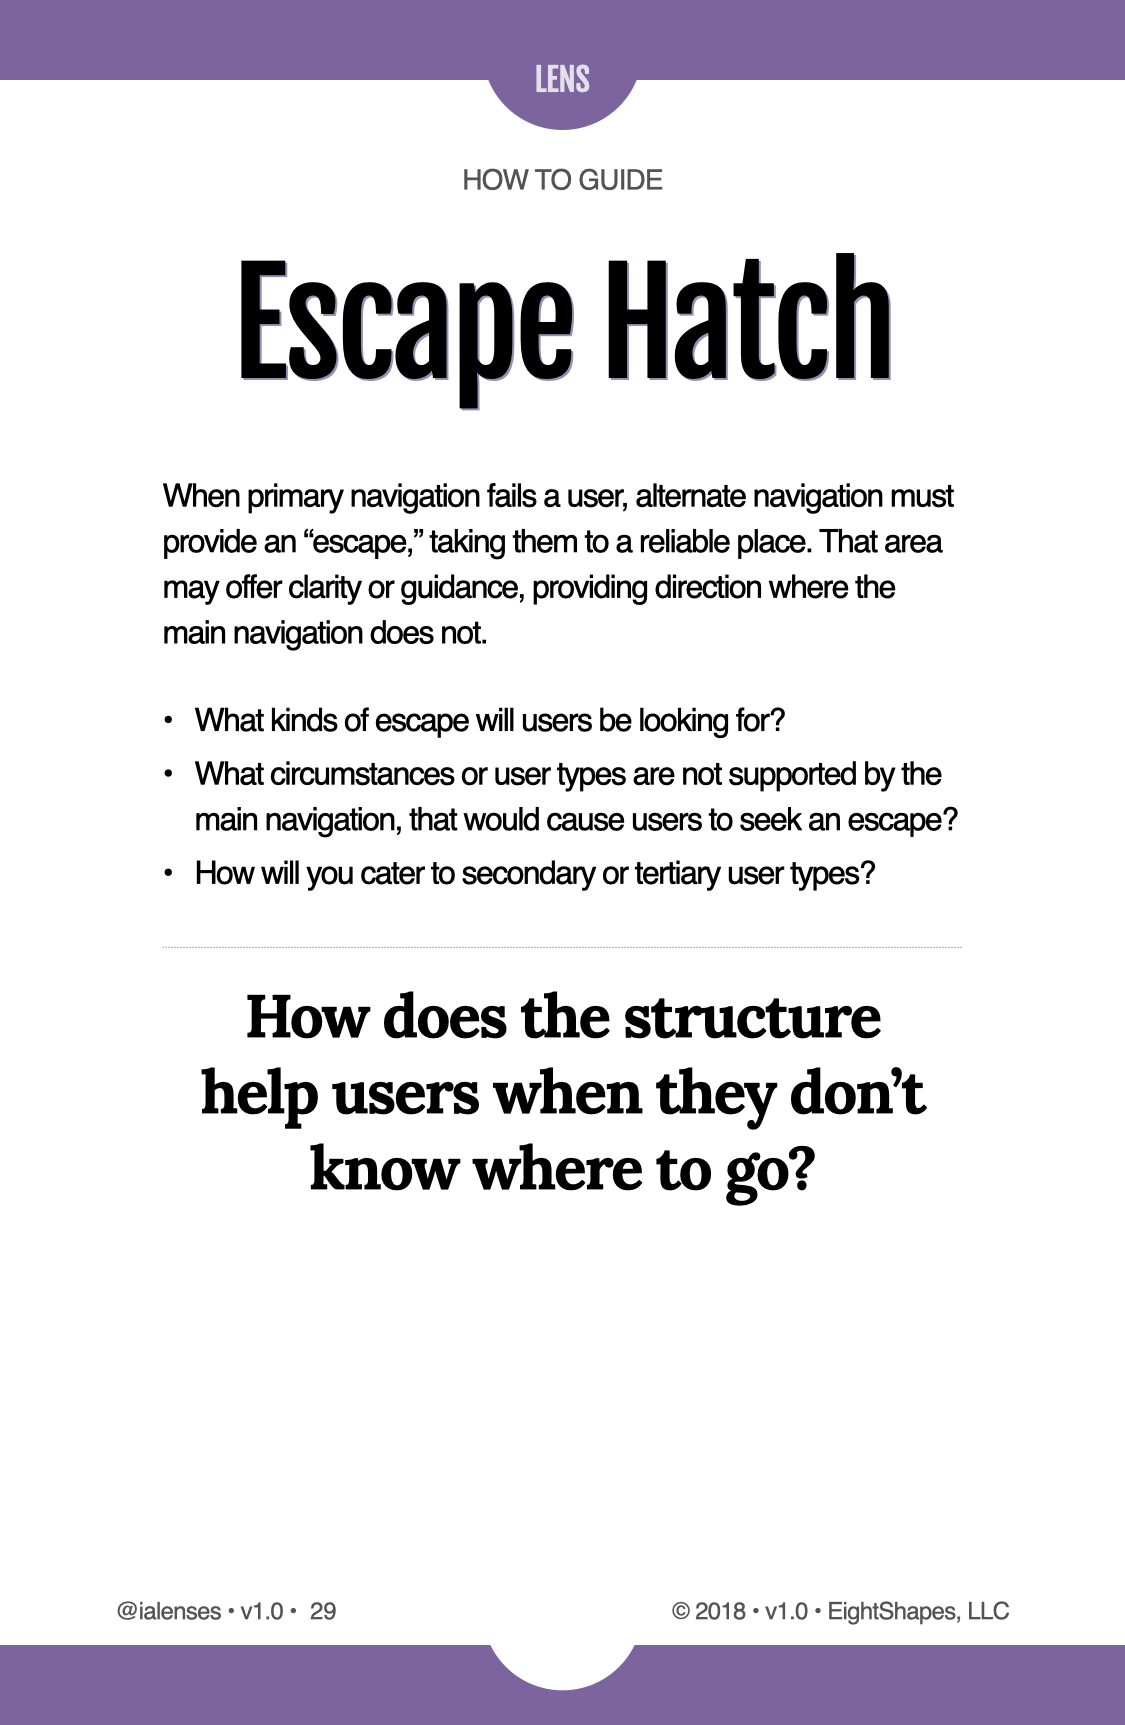 LENS
HOW TO GUIDE
Escape Hatch
When primary navigation fails a user, alternate navigation must
provide an “escape,” taking them to a reliable place. That area
may offer clarity or guidance, providing direction where the
main navigation does not.
• What kinds of escape will users be looking for?
• What circumstances or user types are not supported by the
main navigation, that would cause users to seek an escape?
• How will you cater to secondary or tertiary user types?
How does the structure
help users when they don’t
know where to go?
@ialenses • v1.0 • 29
© 2018 • v1.0 • EightShapes, LLC